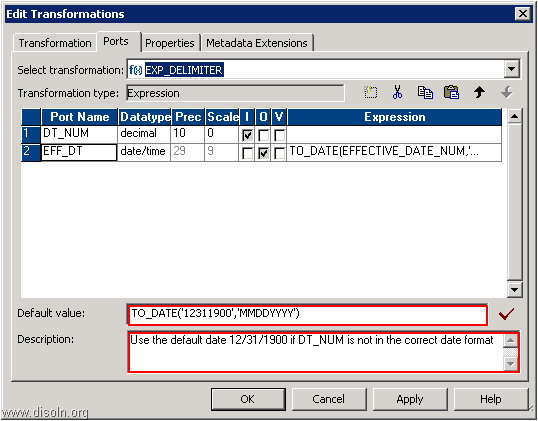 Edit Transformations
Transformation Ports Properties Metadata Extensions
Select transformation: f(x) EXP_DELIMITER
Transformation type: Expression
Port Name Datatype Prec Scale I O V Expression
1 DT_NUM decimal 10 0
2 EFF_DT date/time 29 9 TO_DATE(EFFECTIVE_DATE_NUM,'...
Default value: TO_DATE('12311900','MMDDYYYY')
Description: Use the default date 12/31/1900 if DT_NUM is not in the correct date format
OK Cancel Apply Help
www.disoln.org